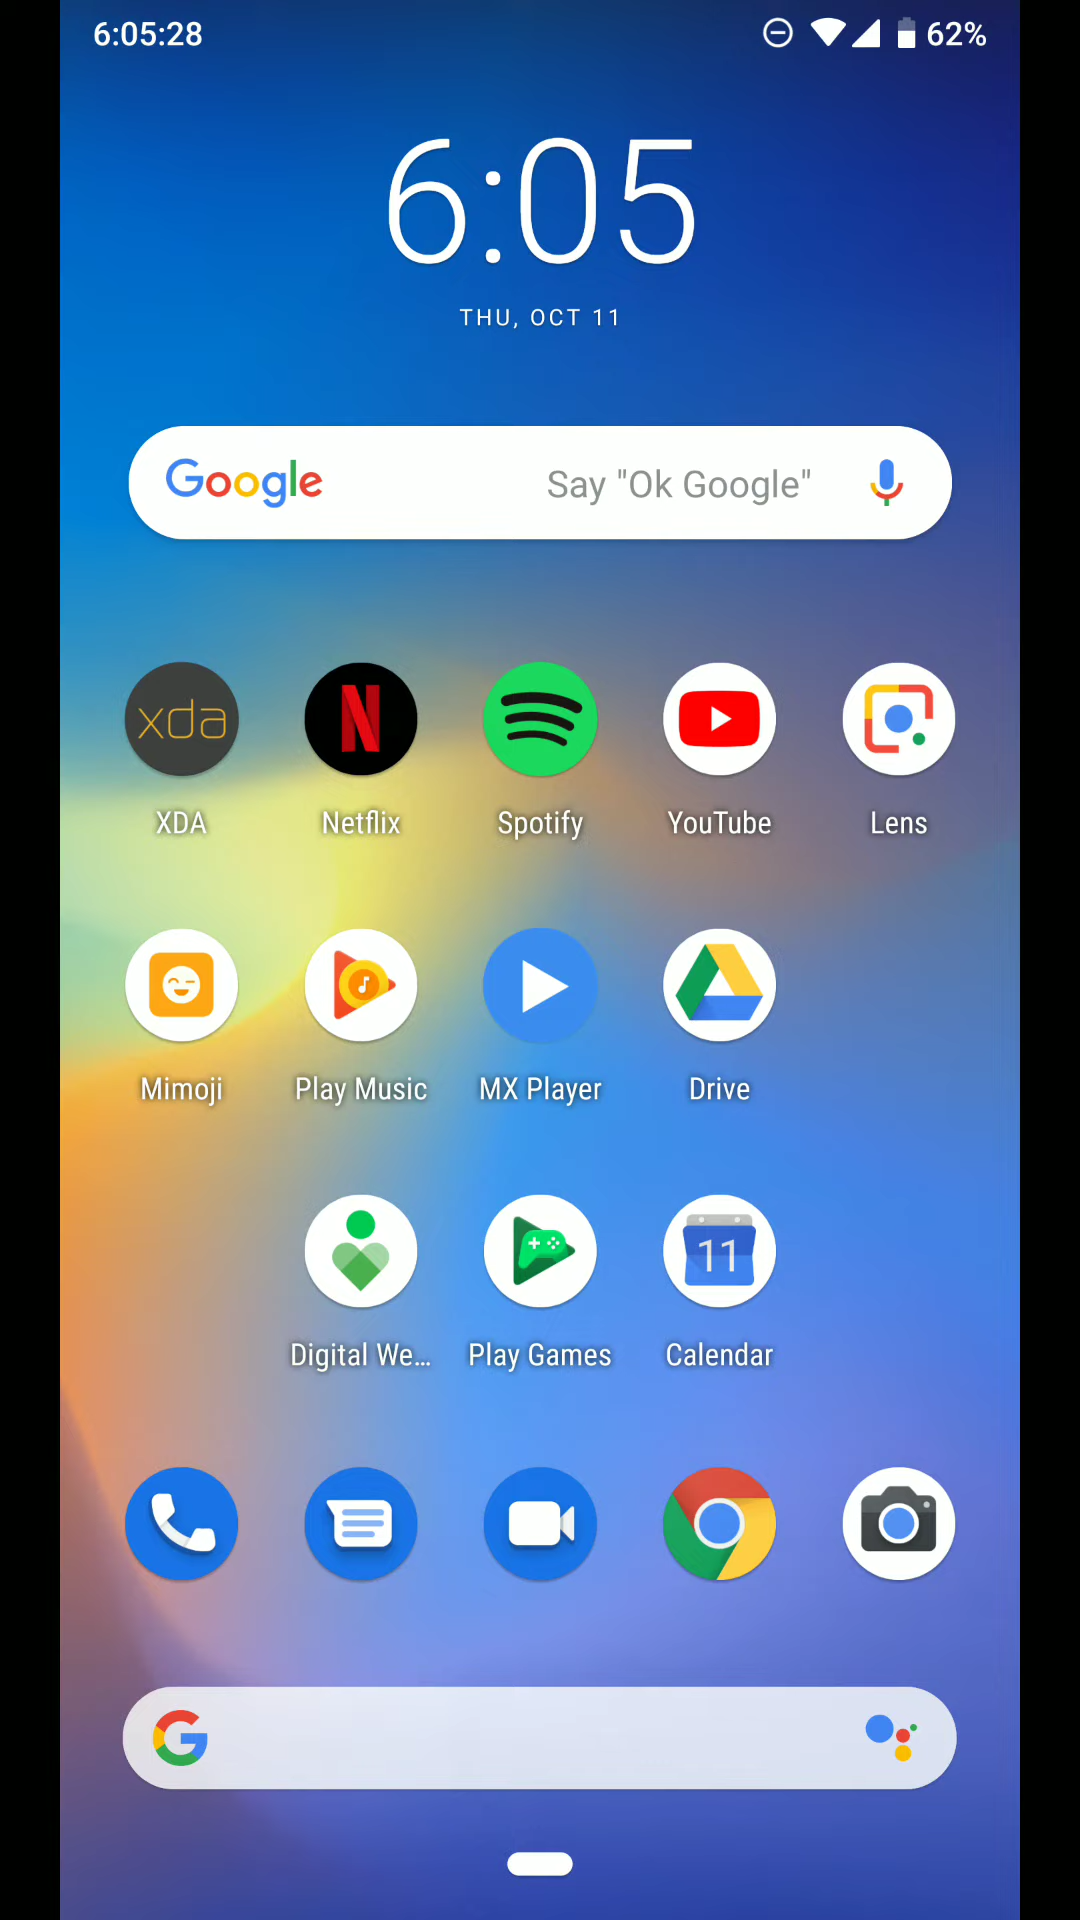 6:05:28 62%
6:05
THU, OCT 11
Google Say "Ok Google"
xda N
XDA Netflix Spotify YouTube Lens
Mimoji Play Music MX Player Drive
11
Digital We... Play Games Calendar
G